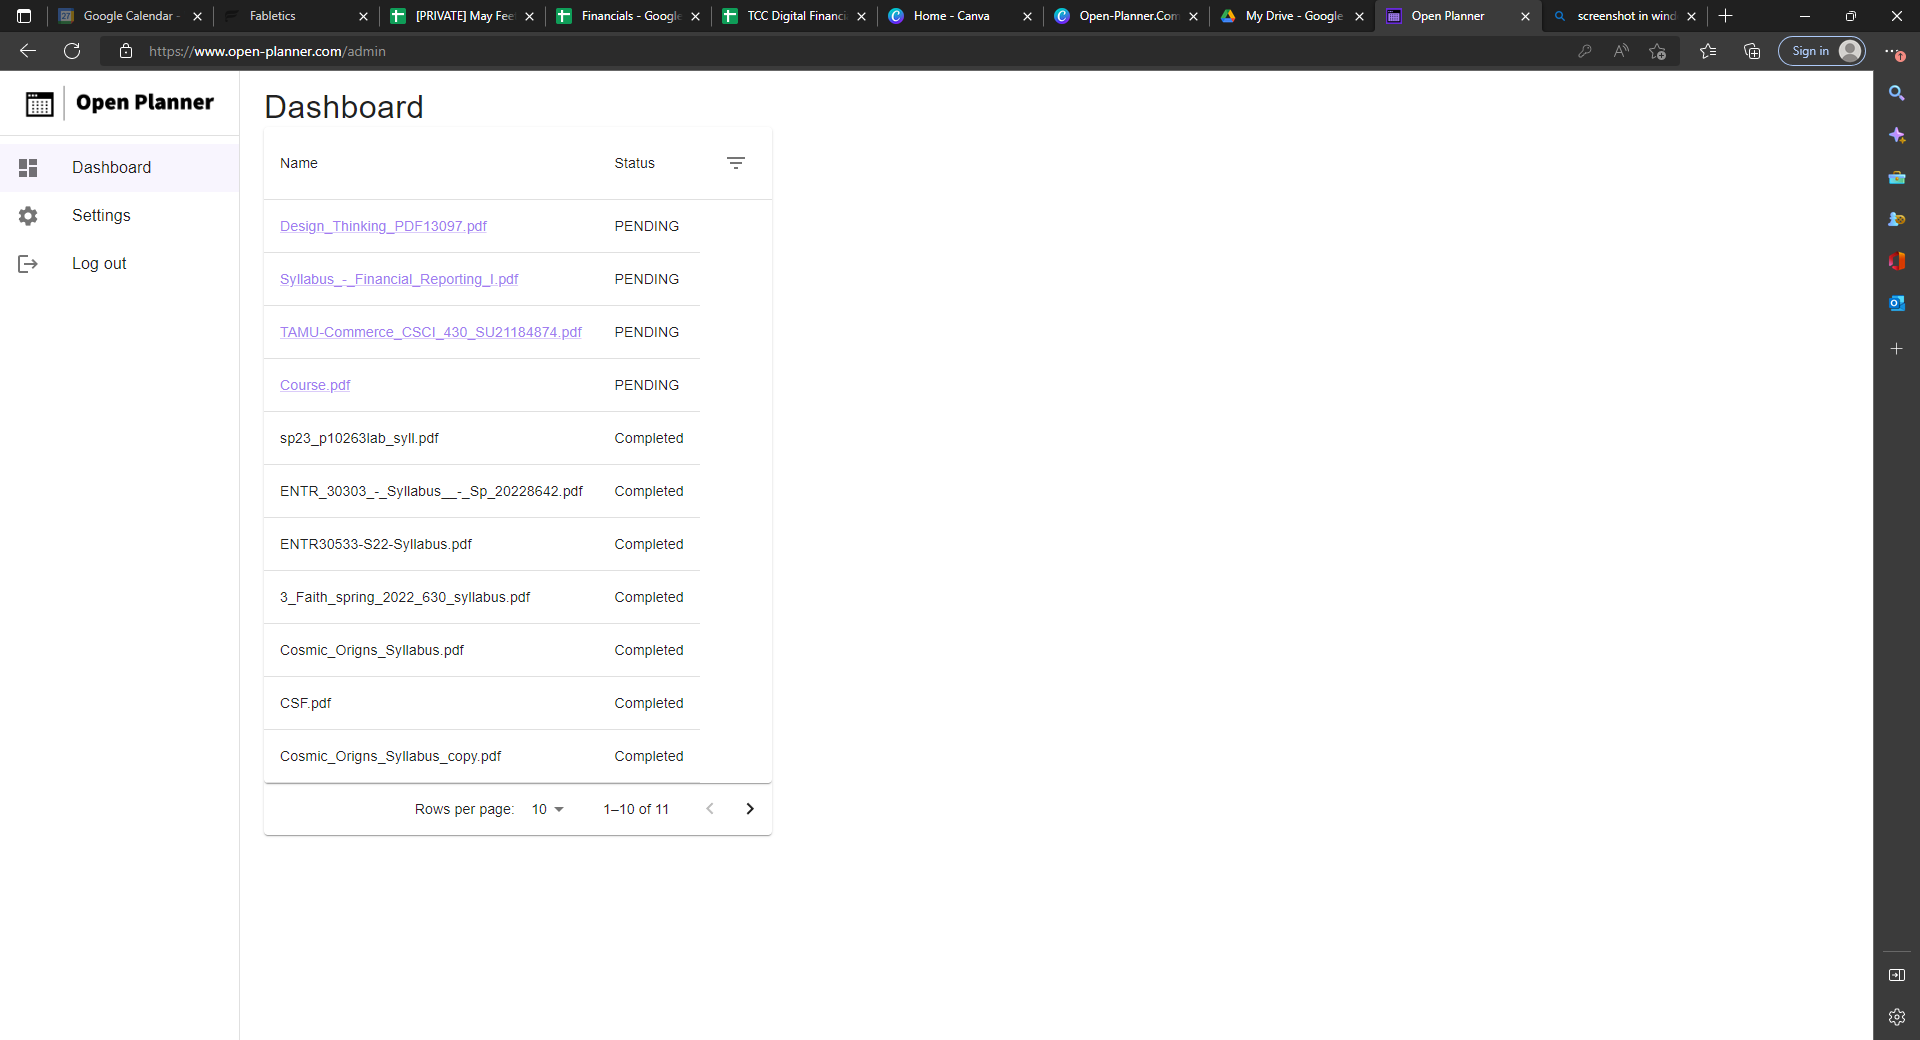 Google Calendar -
Fabletics
[PRIVATE] May Fee
Financials - Google
TCC Digital Financi
Home - Canva
Open-Planner.Com
My Drive - Google
Open Planner
screenshot in wind
https://www.open-planner.com/admin
Sign in
Open Planner
Dashboard
Settings
Log out
Dashboard
Name Status
Design_Thinking_PDF13097.pdf PENDING
Syllabus_-_Financial_Reporting_I.pdf PENDING
TAMU-Commerce_CSCI_430_SU21184874.pdf PENDING
Course.pdf PENDING
sp23_p10263lab_syll.pdf Completed
ENTR_30303_-_Syllabus__-_Sp_20228642.pdf Completed
ENTR30533-S22-Syllabus.pdf Completed
3_Faith_spring_2022_630_syllabus.pdf Completed
Cosmic_Origns_Syllabus.pdf Completed
CSF.pdf Completed
Cosmic_Origns_Syllabus_copy.pdf Completed
Rows per page: 10 1–10 of 11